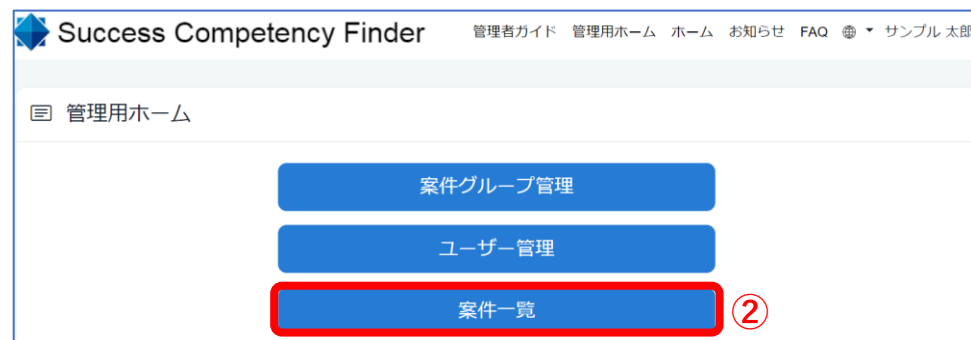 Success Competency Finder 管理者ガイド 管理用ホーム ホーム お知らせ FAQ サンプル 太郎
管理用ホーム
案件グループ管理
ユーザー管理
案件一覧 ②